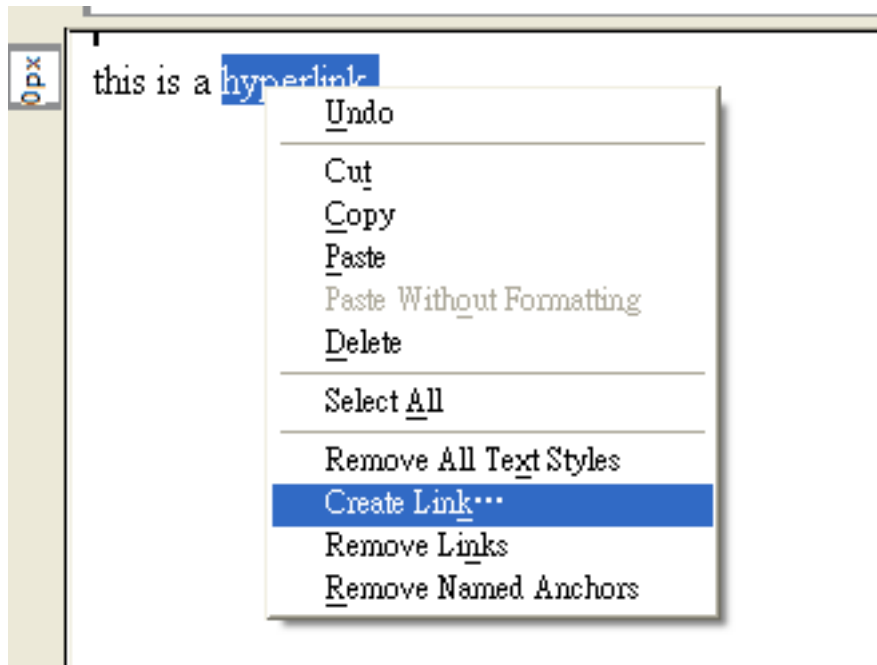 0px
this is a hyperlink
Undo
Cut
Copy
Paste
Paste Without Formatting
Delete
Select All
Remove All Text Styles
Create Link···
Remove Links
Remove Named Anchors